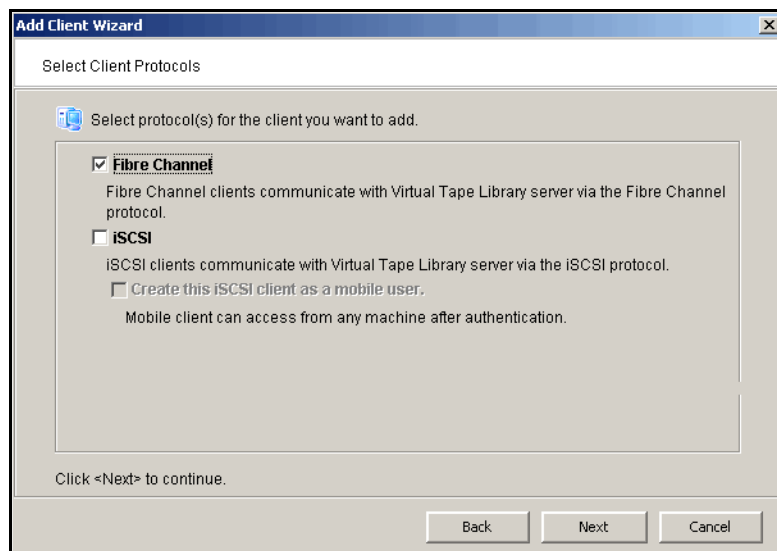 Add Client Wizard
Select Client Protocols
Select protocol(s) for the client you want to add.
Fibre Channel
Fibre Channel clients communicate with Virtual Tape Library server via the Fibre Channel
protocol.
iSCSI
iSCSI clients communicate with Virtual Tape Library server via the iSCSI protocol.
Create this iSCSI client as a mobile user.
Mobile client can access from any machine after authentication.
Click <Next> to continue.
Back Next Cancel